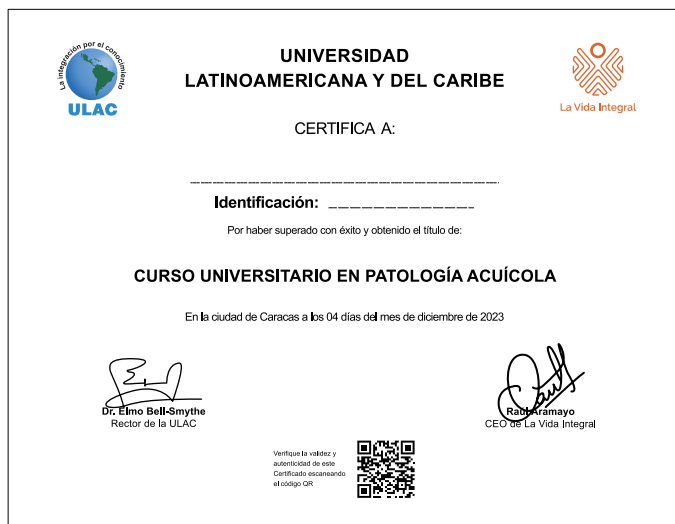 La integración por el conocimiento
ULAC
UNIVERSIDAD
LATINOAMERICANA Y DEL CARIBE
La Vida Integral
CERTIFICA A:
Identificación:
Por haber superado con éxito y obtenido el título de:
CURSO UNIVERSITARIO EN PATOLOGÍA ACUÍCOLA
En la ciudad de Caracas a los 04 días del mes de diciembre de 2023
Dr. Elmo Bell-Smythe
Rector de la ULAC
Raúl Aramayo
CEO de La Vida Integral
Verifique la validez y
autenticidad de este
Certificado escaneando
el código QR